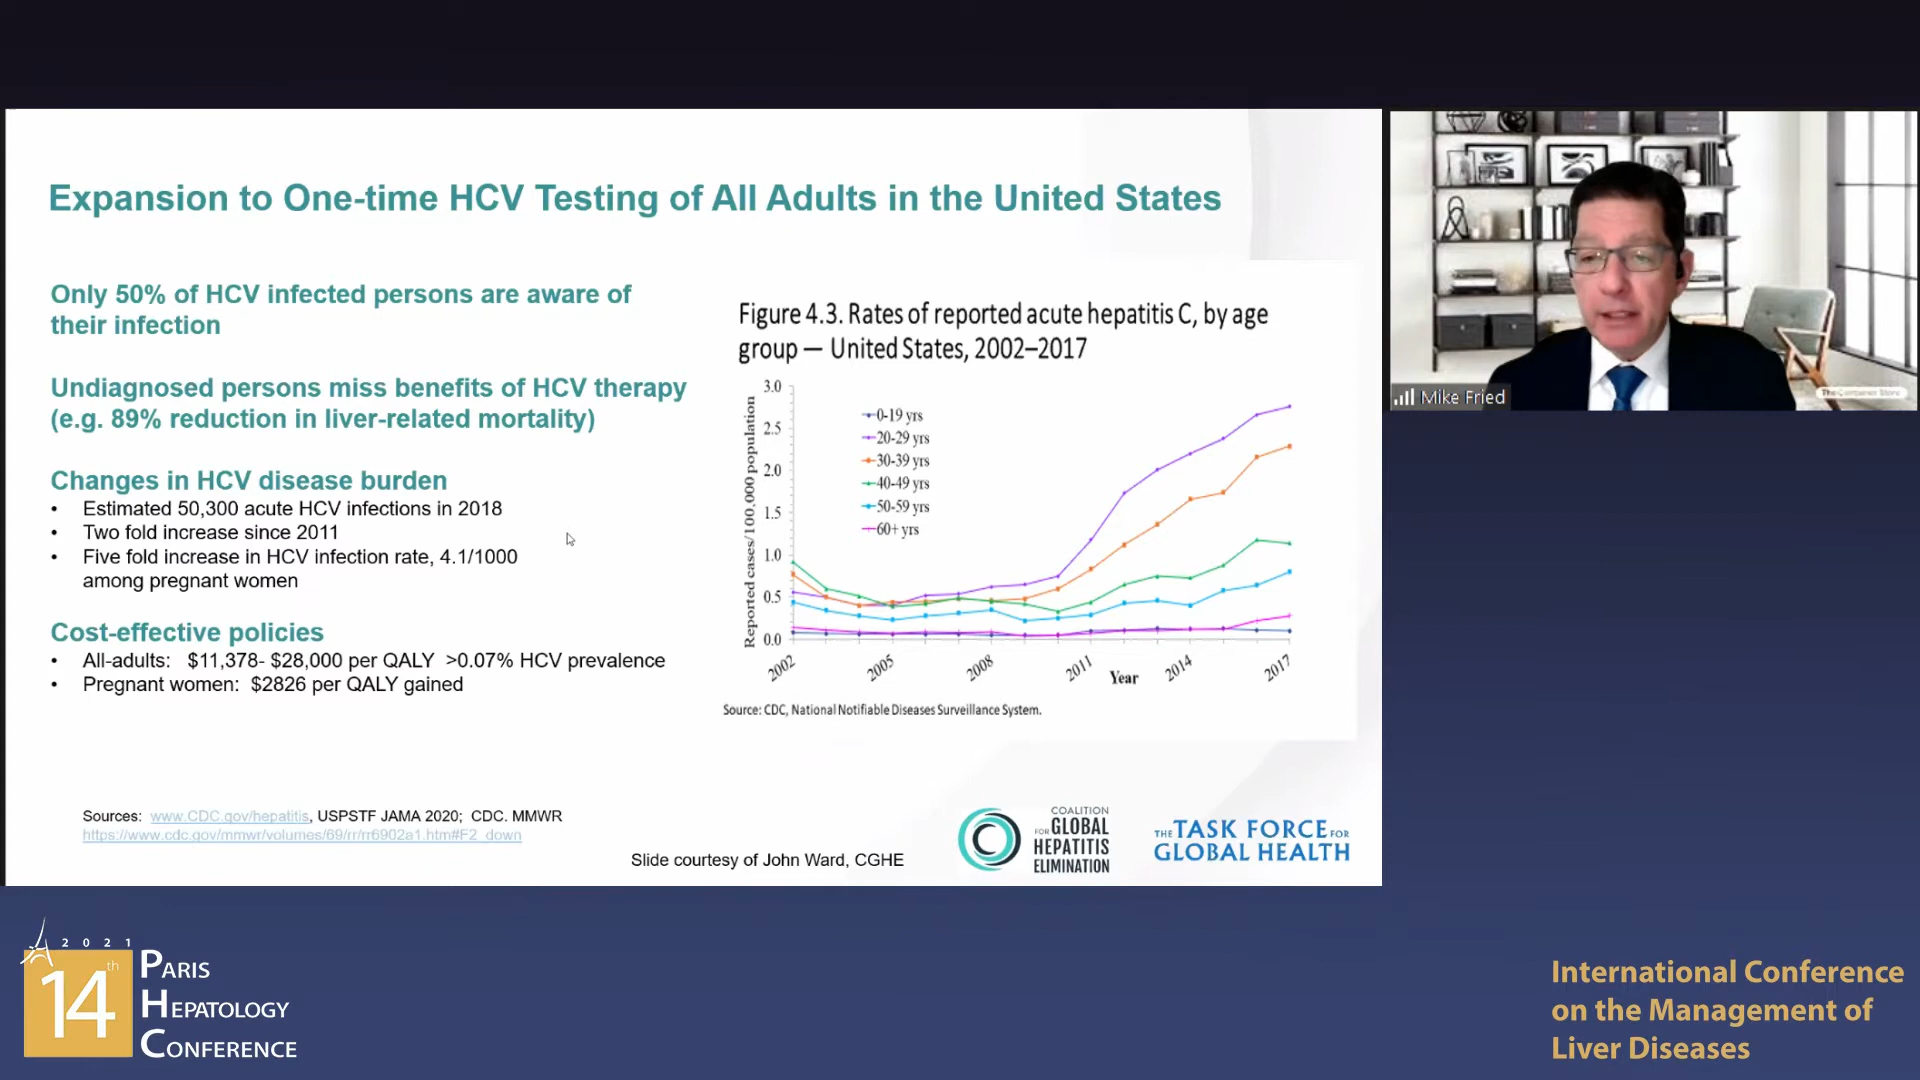 Expansion to One-time HCV Testing of All Adults in the United States
Only 50% of HCV infected persons are aware of
their infection
Undiagnosed persons miss benefits of HCV therapy
(e.g. 89% reduction in liver-related mortality)
Changes in HCV disease burden
• Estimated 50,300 acute HCV infections in 2018
• Two fold increase since 2011
• Five fold increase in HCV infection rate, 4.1/1000
among pregnant women
Cost-effective policies
• All-adults: $11,378- $28,000 per QALY >0.07% HCV prevalence
• Pregnant women: $2826 per QALY gained
Figure 4.3. Rates of reported acute hepatitis C, by age
group — United States, 2002–2017
Reported cases/100,000 population
3.0
2.5
2.0
1.5
1.0
0.5
0.0
0-19 yrs
20-29 yrs
30-39 yrs
40-49 yrs
50-59 yrs
60+ yrs
2002
2005
2008
2011
2014
2017
Year
Source: CDC, National Notifiable Diseases Surveillance System.
Sources: www.CDC.gov/hepatitis, USPSTF JAMA 2020; CDC. MMWR
https://www.cdc.gov/mmwr/volumes/69/rr/rr6902a1.htm#F2_down
Slide courtesy of John Ward, CGHE
COALITION
FOR GLOBAL
HEPATITIS
ELIMINATION
THE TASK FORCE FOR
GLOBAL HEALTH
Mike Fried
The Container Store
2021
14th
PARIS
HEPATOLOGY
CONFERENCE
International Conference
on the Management of
Liver Diseases